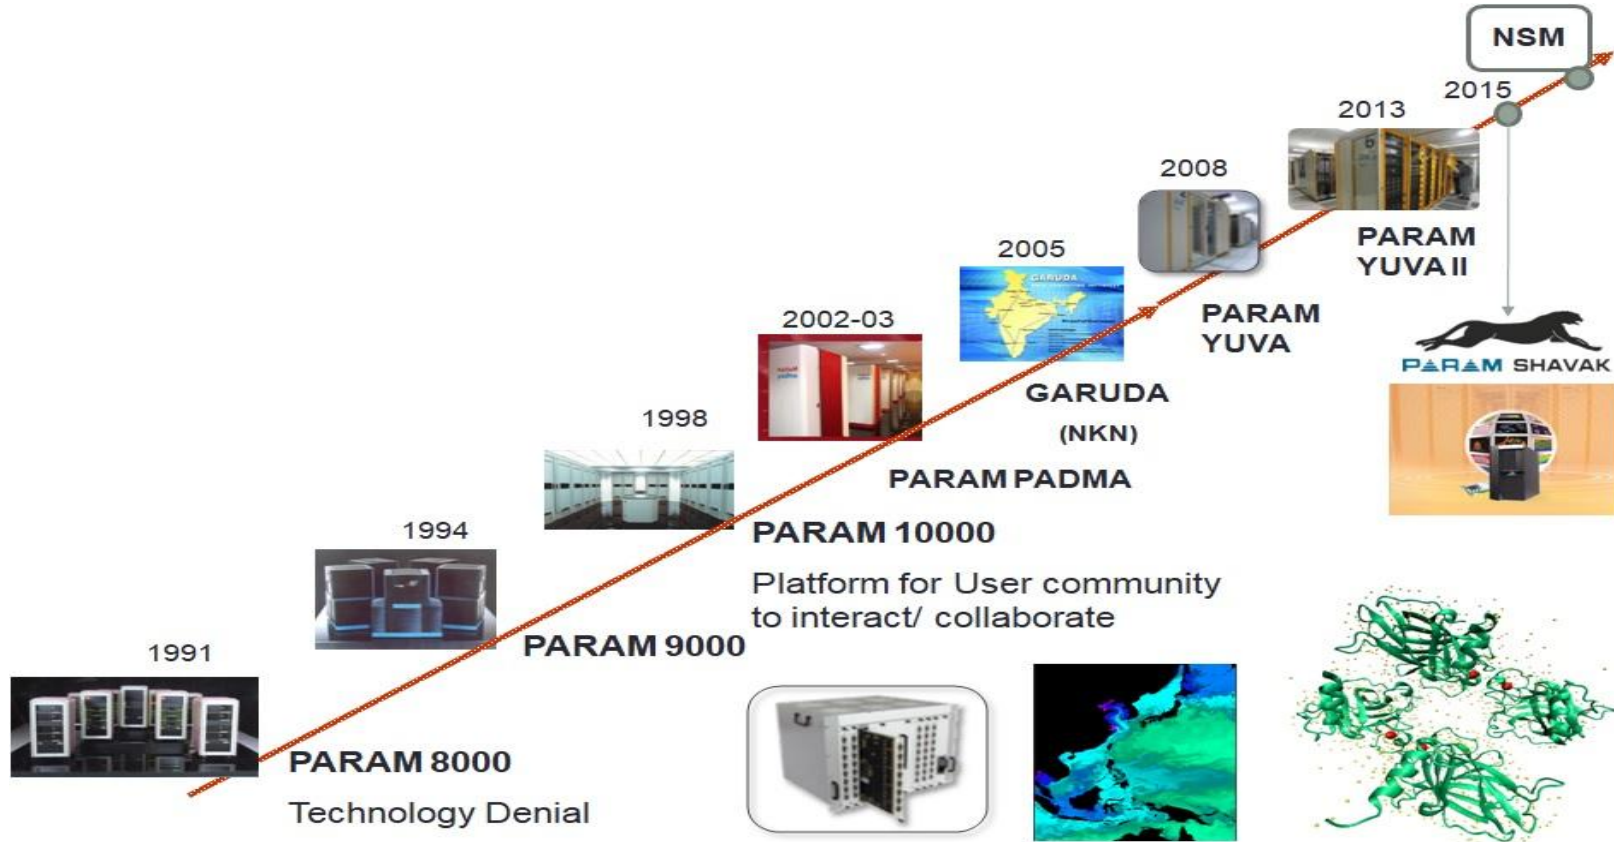 NSM
2015
2013
2008
PARAM
YUVA II
2005
GARUDA
PARAM
YUVA
2002-03
PARAM SHAVAK
GARUDA
(NKN)
1998
PARAM PADMA
1994
PARAM 10000
Platform for User community
to interact/ collaborate
PARAM 9000
1991
PARAM 8000
Technology Denial